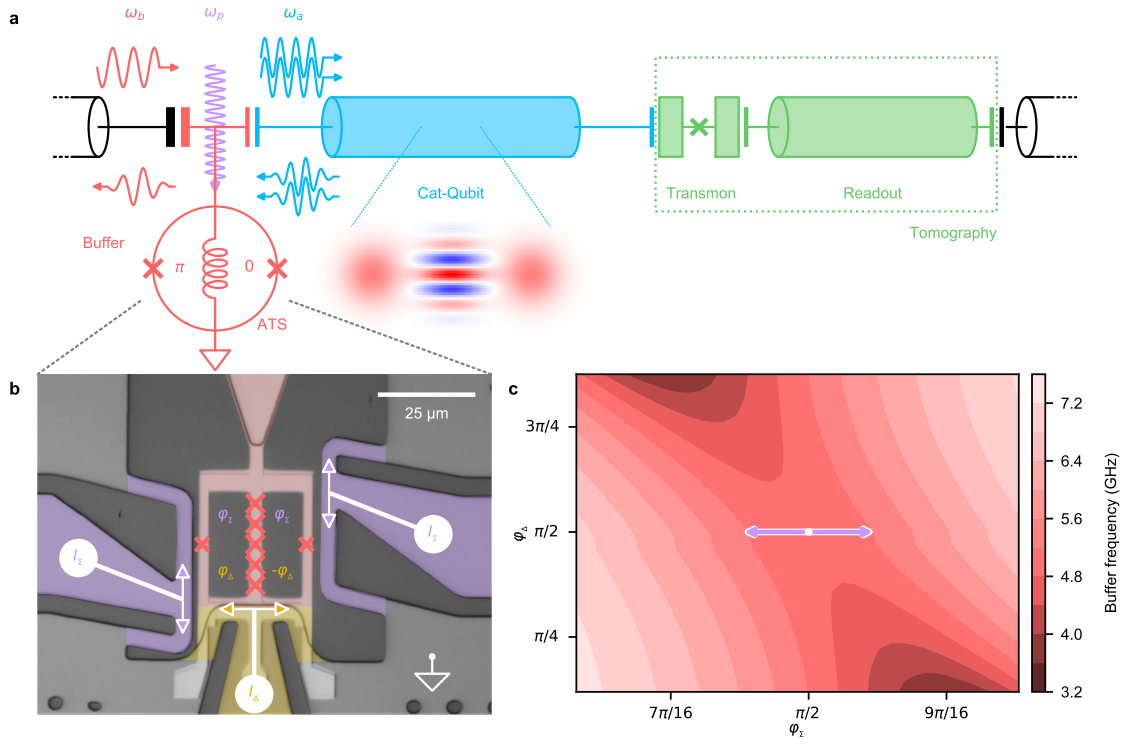 a
ω_b
ω_p
ω_a
Buffer
π
0
ATS
Cat-Qubit
Transmon
Readout
Tomography
b
25 μm
φ_Σ
φ_Σ
I_Σ
I_Σ
φ_Δ
-φ_Δ
I_Δ
c
3π/4
π/2
π/4
φ_Δ
7π/16
π/2
9π/16
φ_Σ
7.2
6.4
5.6
4.8
4.0
3.2
Buffer frequency (GHz)